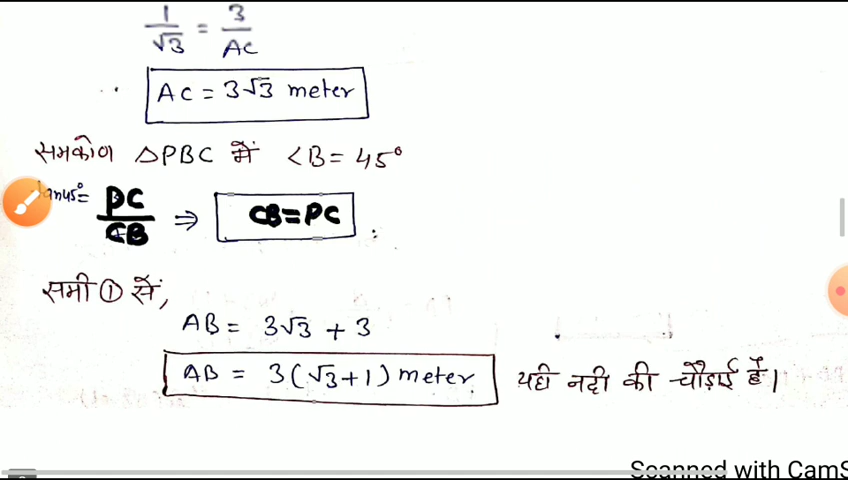 1/√3 = 3/AC
AC = 3√3 meter
समकोण △PBC में ∠B = 45°
tan45° = PC/CB ⇒ CB=PC
समी ① सें,
AB = 3√3 + 3
AB = 3(√3+1) meter यही नदी की चौड़ाई है।
Scanned with CamS